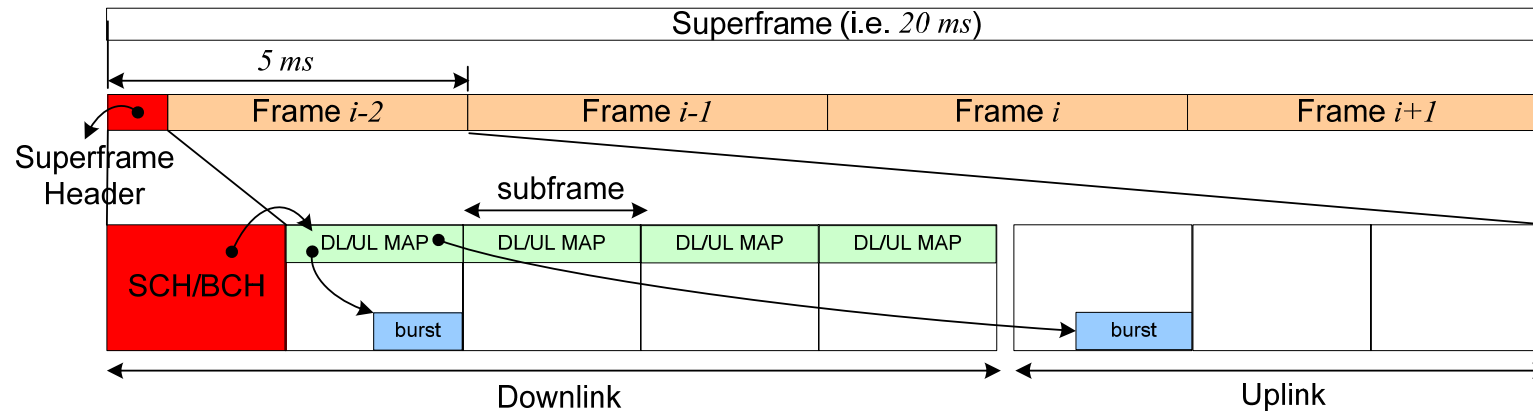 Superframe (i.e. 20 ms)
5 ms
Frame i-2
Frame i-1
Frame i
Frame i+1
Superframe
Header
subframe
DL/UL MAP
DL/UL MAP
DL/UL MAP
DL/UL MAP
SCH/BCH
burst
burst
Downlink
Uplink